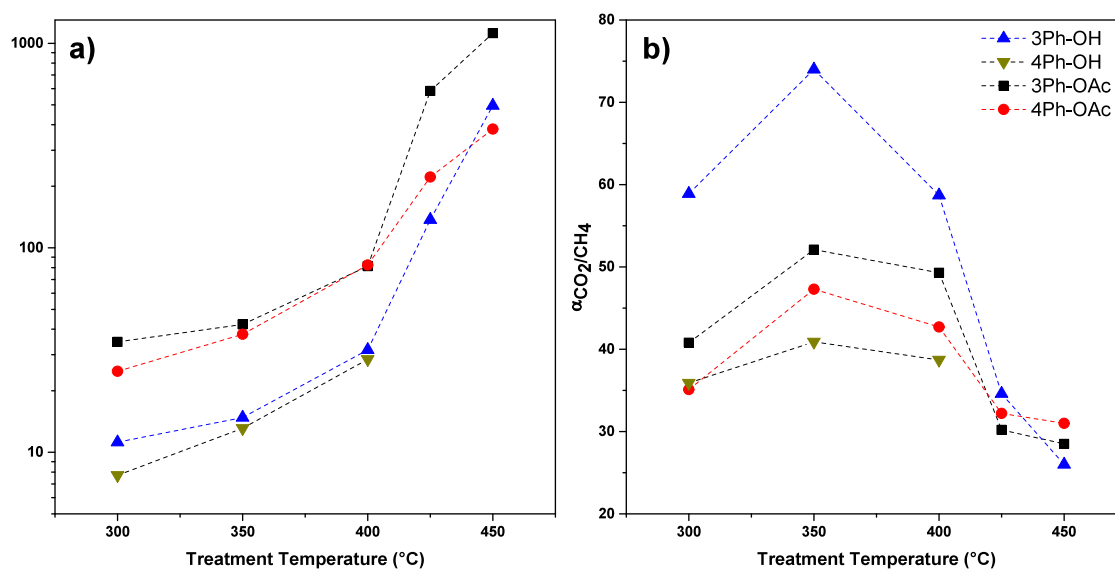 a)
1000
100
10
300
350
400
450
Treatment Temperature (°C)
b)
3Ph-OH
4Ph-OH
3Ph-OAc
4Ph-OAc
80
70
60
50
40
30
20
αCO₂/CH₄
300
350
400
450
Treatment Temperature (°C)